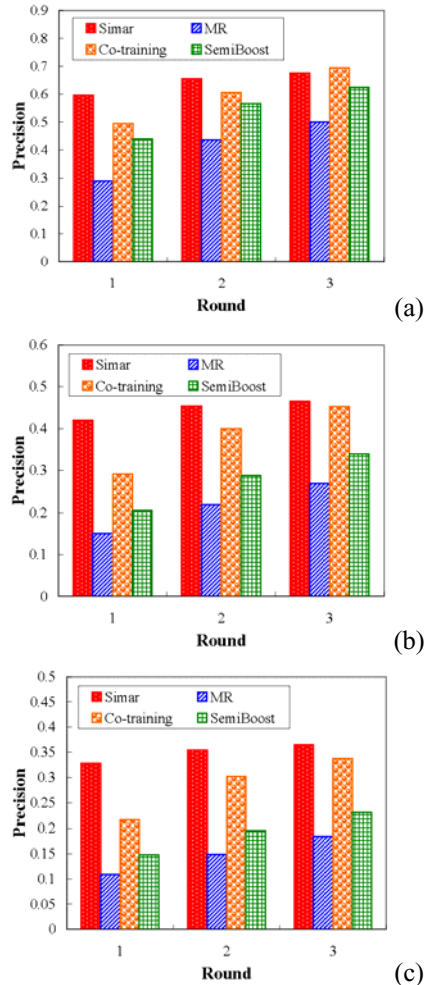 0.9
Simar MR
0.8
Co-training SemiBoost
0.7
0.6
0.5
0.4
0.3
0.2
0.1
0
Precision
1 2 3
Round
(a)
0.6
Simar MR
Co-training SemiBoost
0.5
0.4
0.3
0.2
0.1
0
Precision
1 2 3
Round
(b)
0.5
Simar MR
0.45
Co-training SemiBoost
0.4
0.35
0.3
0.25
0.2
0.15
0.1
0.05
0
Precision
1 2 3
Round
(c)